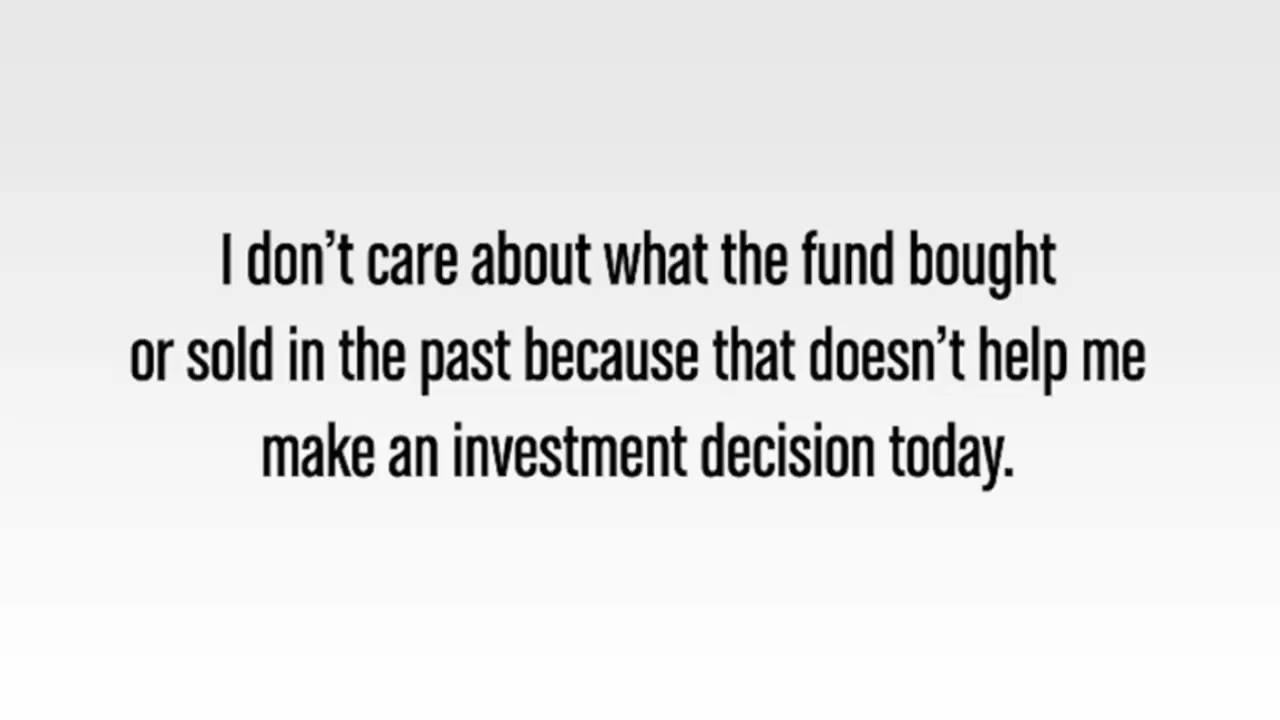 I don’t care about what the fund bought
or sold in the past because that doesn’t help me
make an investment decision today.